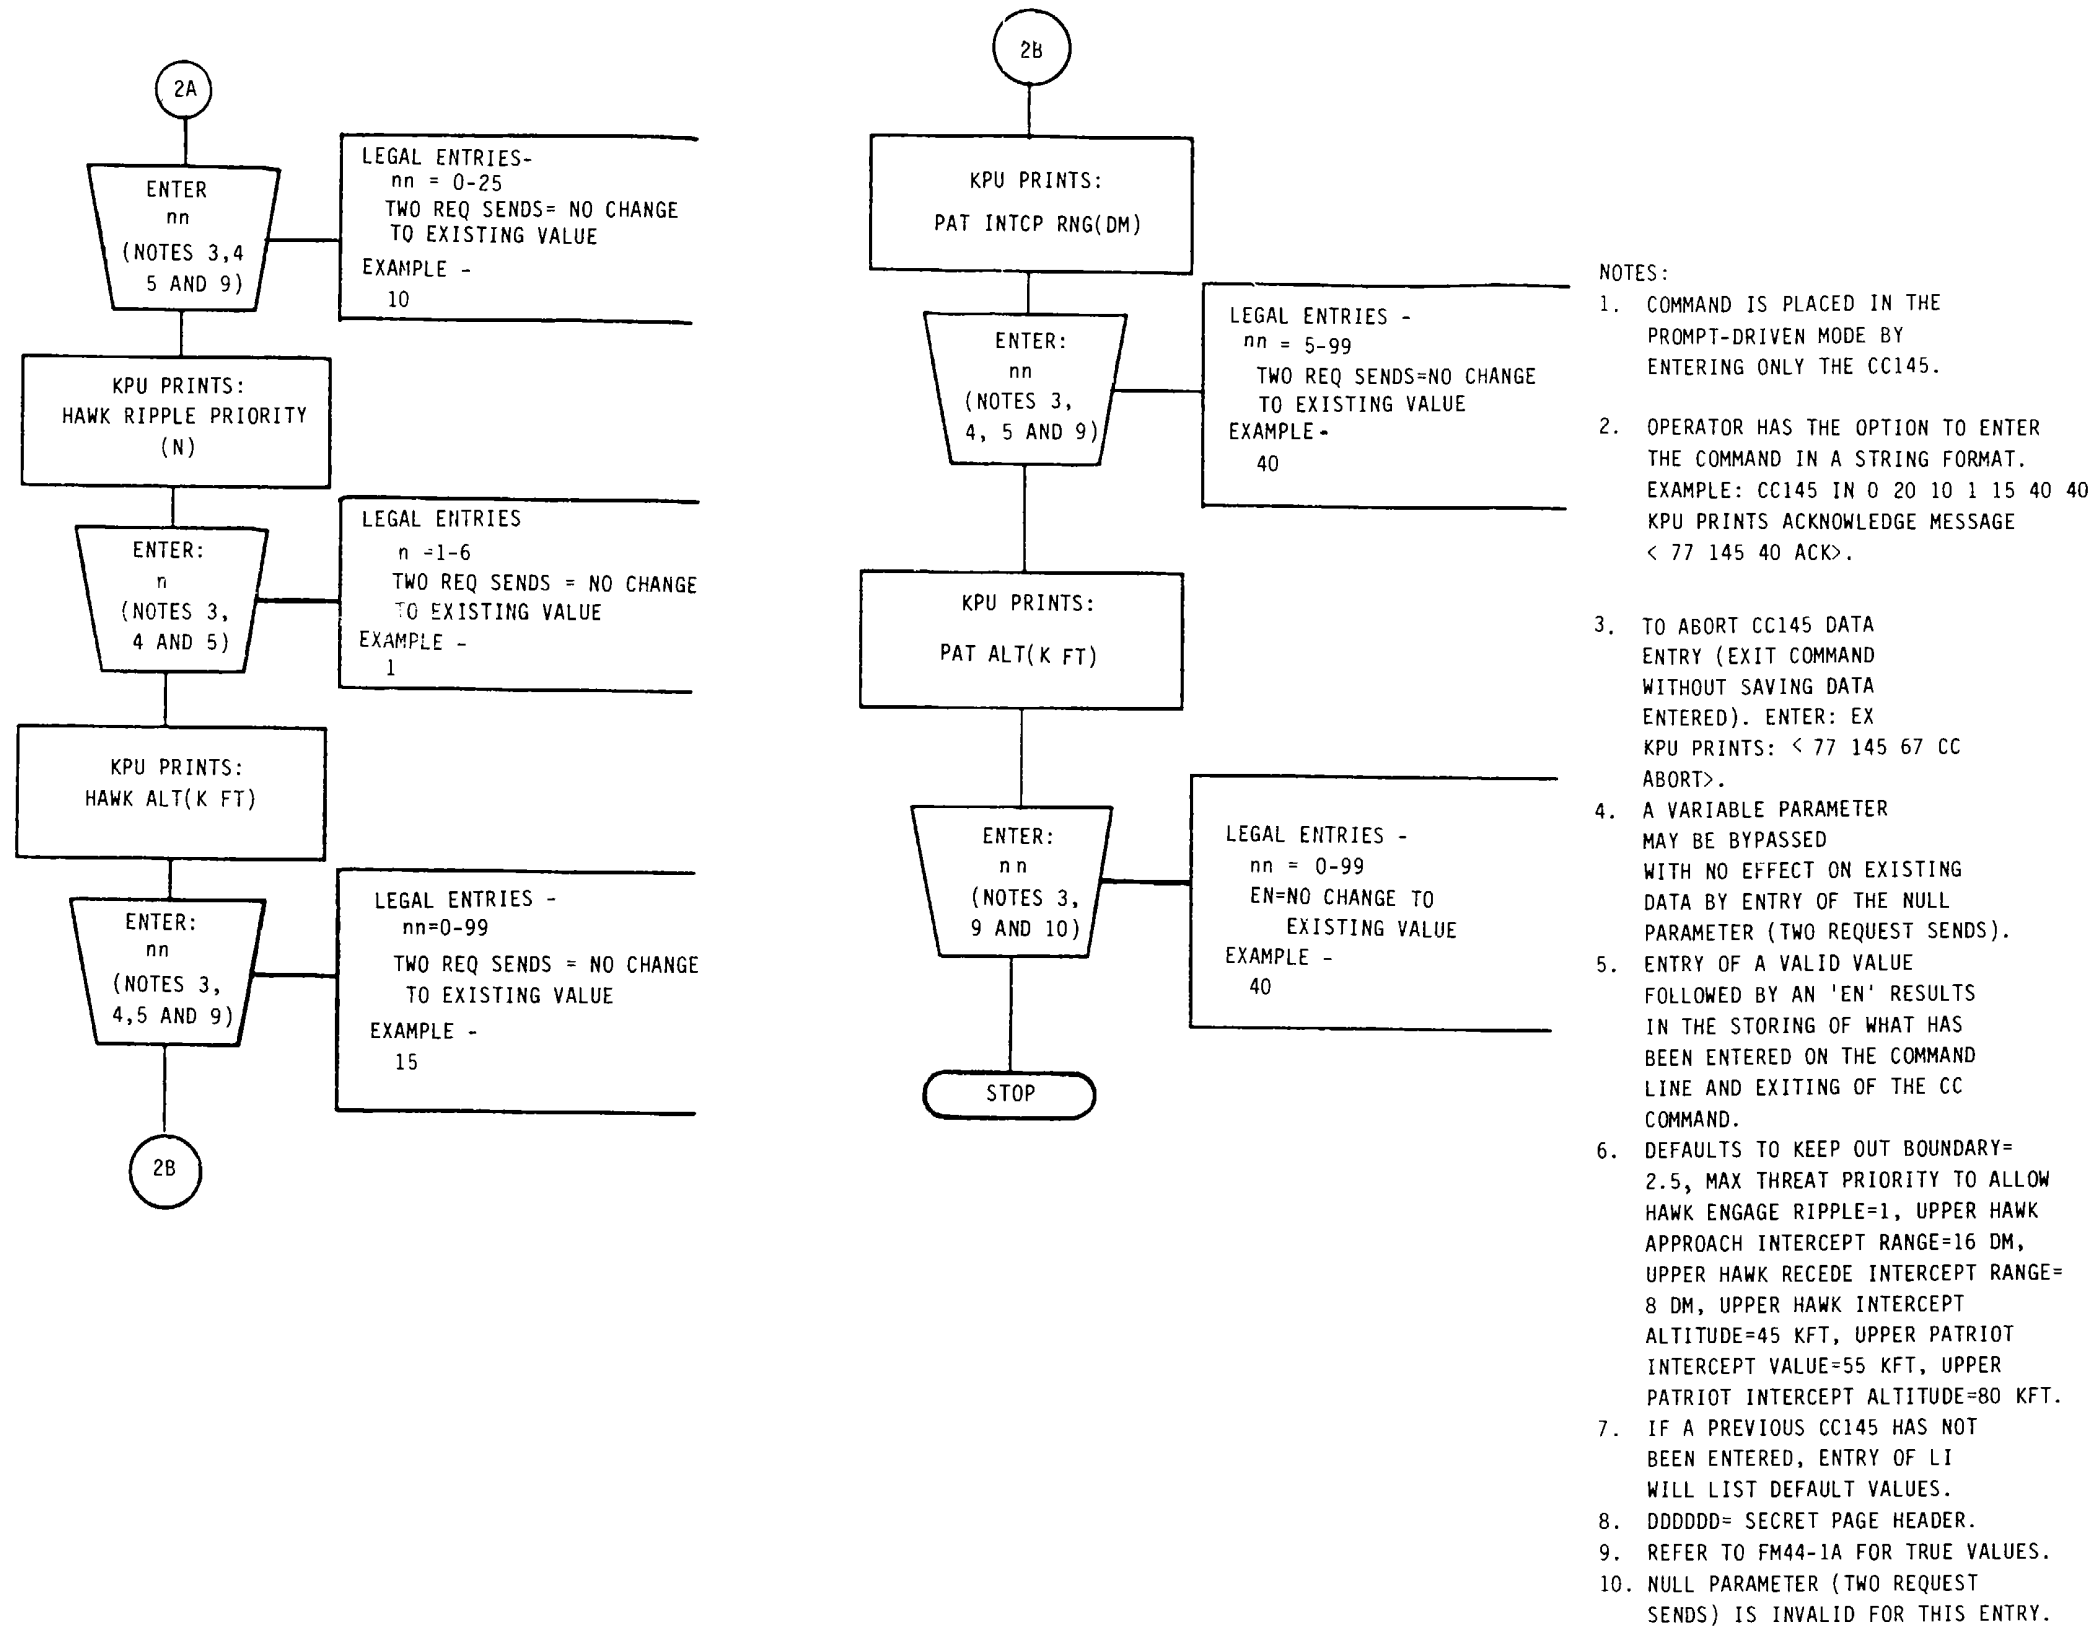 2A
ENTER
nn
(NOTES 3,4
5 AND 9)
LEGAL ENTRIES-
nn = 0-25
TWO REQ SENDS= NO CHANGE
TO EXISTING VALUE
EXAMPLE -
10
KPU PRINTS:
HAWK RIPPLE PRIORITY
(N)
ENTER:
n
(NOTES 3,
4 AND 5)
LEGAL ENTRIES
n =1-6
TWO REQ SENDS = NO CHANGE
TO EXISTING VALUE
EXAMPLE -
1
KPU PRINTS:
HAWK ALT(K FT)
ENTER:
nn
(NOTES 3,
4,5 AND 9)
LEGAL ENTRIES -
nn=0-99
TWO REQ SENDS = NO CHANGE
TO EXISTING VALUE
EXAMPLE -
15
2B
2B
KPU PRINTS:
PAT INTCP RNG(DM)
ENTER:
nn
(NOTES 3,
4, 5 AND 9)
LEGAL ENTRIES -
nn = 5-99
TWO REQ SENDS=NO CHANGE
TO EXISTING VALUE
EXAMPLE-
40
KPU PRINTS:
PAT ALT(K FT)
ENTER:
nn
(NOTES 3,
9 AND 10)
LEGAL ENTRIES -
nn = 0-99
EN=NO CHANGE TO
EXISTING VALUE
EXAMPLE -
40
STOP
NOTES:
1. COMMAND IS PLACED IN THE
PROMPT-DRIVEN MODE BY
ENTERING ONLY THE CC145.
2. OPERATOR HAS THE OPTION TO ENTER
THE COMMAND IN A STRING FORMAT.
EXAMPLE: CC145 IN 0 20 10 1 15 40 40
KPU PRINTS ACKNOWLEDGE MESSAGE
< 77 145 40 ACK>.
3. TO ABORT CC145 DATA
ENTRY (EXIT COMMAND
WITHOUT SAVING DATA
ENTERED). ENTER: EX
KPU PRINTS: < 77 145 67 CC
ABORT>.
4. A VARIABLE PARAMETER
MAY BE BYPASSED
WITH NO EFFECT ON EXISTING
DATA BY ENTRY OF THE NULL
PARAMETER (TWO REQUEST SENDS).
5. ENTRY OF A VALID VALUE
FOLLOWED BY AN 'EN' RESULTS
IN THE STORING OF WHAT HAS
BEEN ENTERED ON THE COMMAND
LINE AND EXITING OF THE CC
COMMAND.
6. DEFAULTS TO KEEP OUT BOUNDARY=
2.5, MAX THREAT PRIORITY TO ALLOW
HAWK ENGAGE RIPPLE=1, UPPER HAWK
APPROACH INTERCEPT RANGE=16 DM,
UPPER HAWK RECEDE INTERCEPT RANGE=
8 DM, UPPER HAWK INTERCEPT
ALTITUDE=45 KFT, UPPER PATRIOT
INTERCEPT VALUE=55 KFT, UPPER
PATRIOT INTERCEPT ALTITUDE=80 KFT.
7. IF A PREVIOUS CC145 HAS NOT
BEEN ENTERED, ENTRY OF LI
WILL LIST DEFAULT VALUES.
8. DDDDDD= SECRET PAGE HEADER.
9. REFER TO FM44-1A FOR TRUE VALUES.
10. NULL PARAMETER (TWO REQUEST
SENDS) IS INVALID FOR THIS ENTRY.